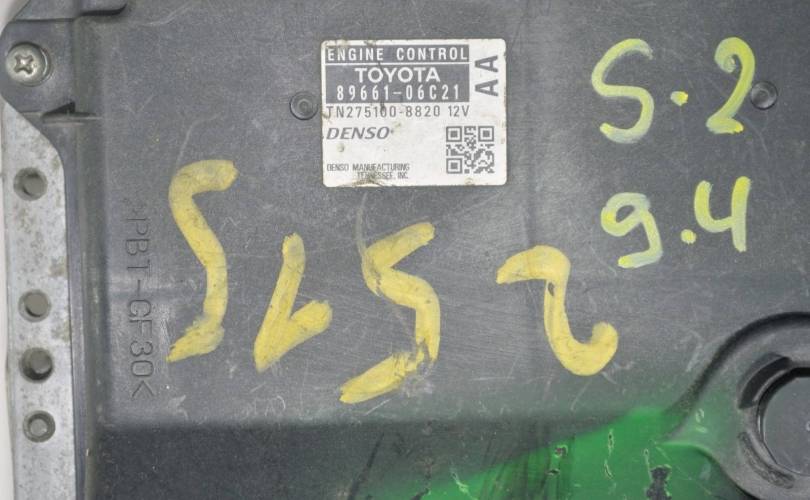 ENGINE CONTROL
TOYOTA
89661-06C21
AA
TN275100-8820 12V
DENSO
DENSO MANUFACTURING
TENNESSEE, INC.
S.2
9.4
>PBT-GF30<